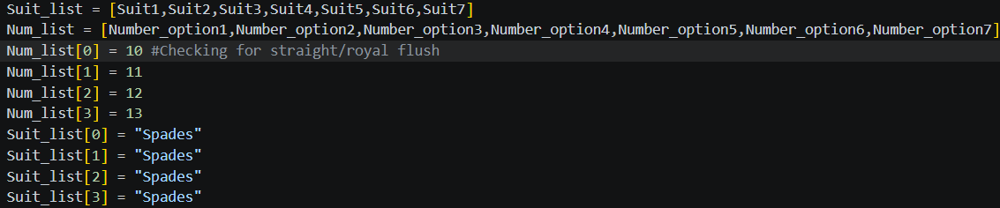 Suit_list = [Suit1,Suit2,Suit3,Suit4,Suit5,Suit6,Suit7]
Num_list = [Number_option1,Number_option2,Number_option3,Number_option4,Number_option5,Number_option6,Number_option7]
Num_list[0] = 10 #Checking for straight/royal flush
Num_list[1] = 11
Num_list[2] = 12
Num_list[3] = 13
Suit_list[0] = "Spades"
Suit_list[1] = "Spades"
Suit_list[2] = "Spades"
Suit_list[3] = "Spades"